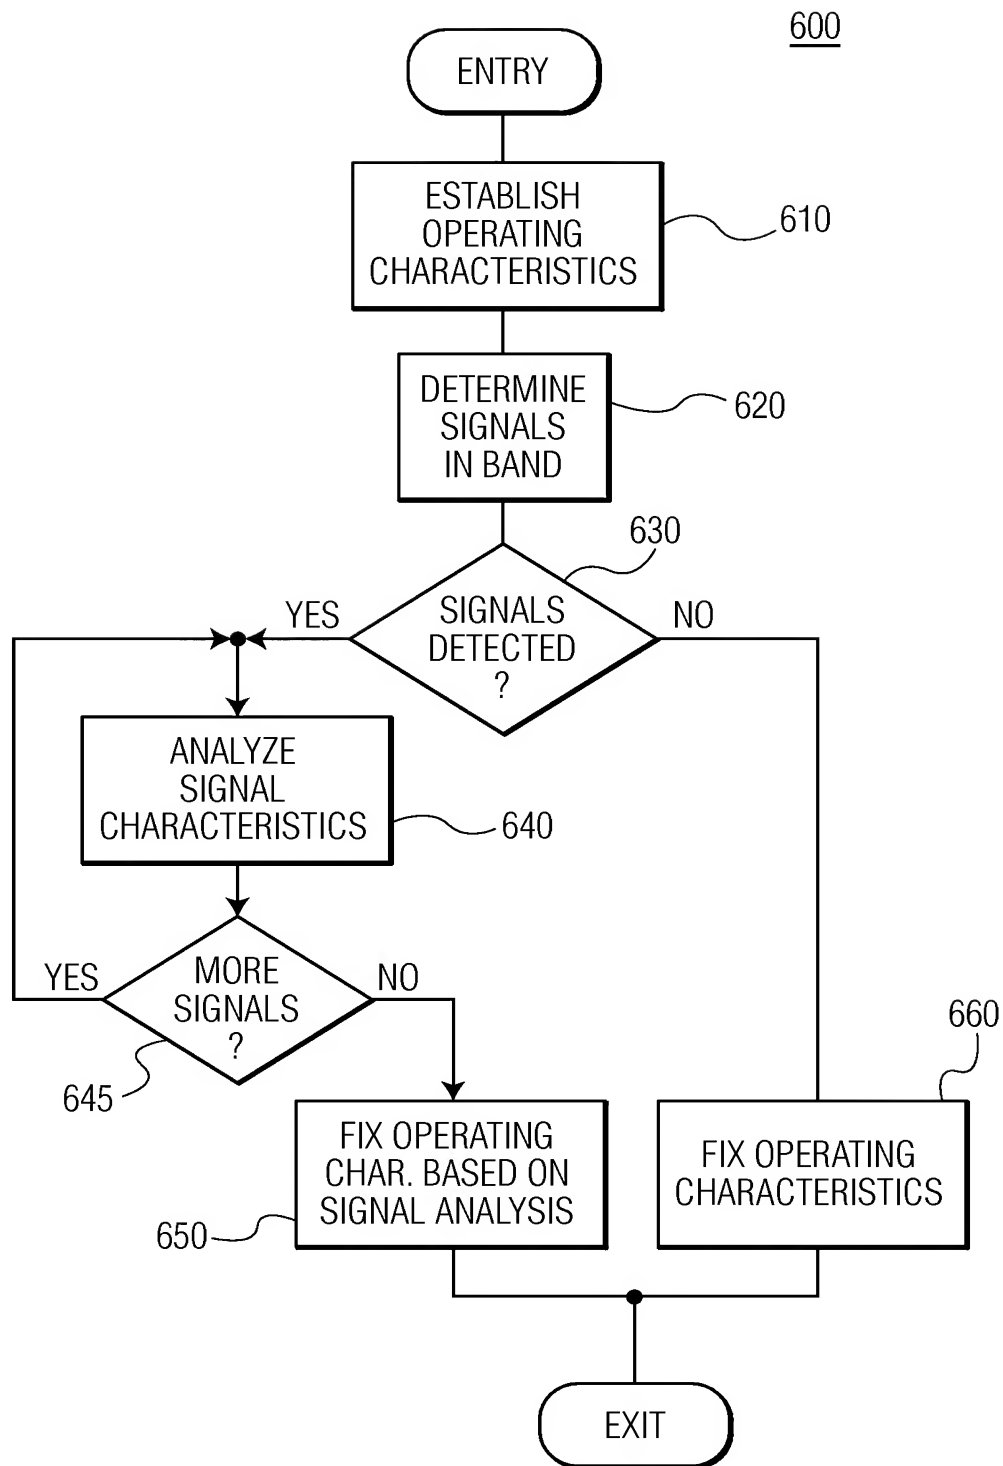 600
ENTRY
ESTABLISH
OPERATING
CHARACTERISTICS
610
DETERMINE
SIGNALS
IN BAND
620
630
YES
SIGNALS
DETECTED
?
NO
ANALYZE
SIGNAL
CHARACTERISTICS
640
YES
MORE
SIGNALS
?
NO
645
660
FIX OPERATING
CHAR. BASED ON
SIGNAL ANALYSIS
650
FIX OPERATING
CHARACTERISTICS
EXIT